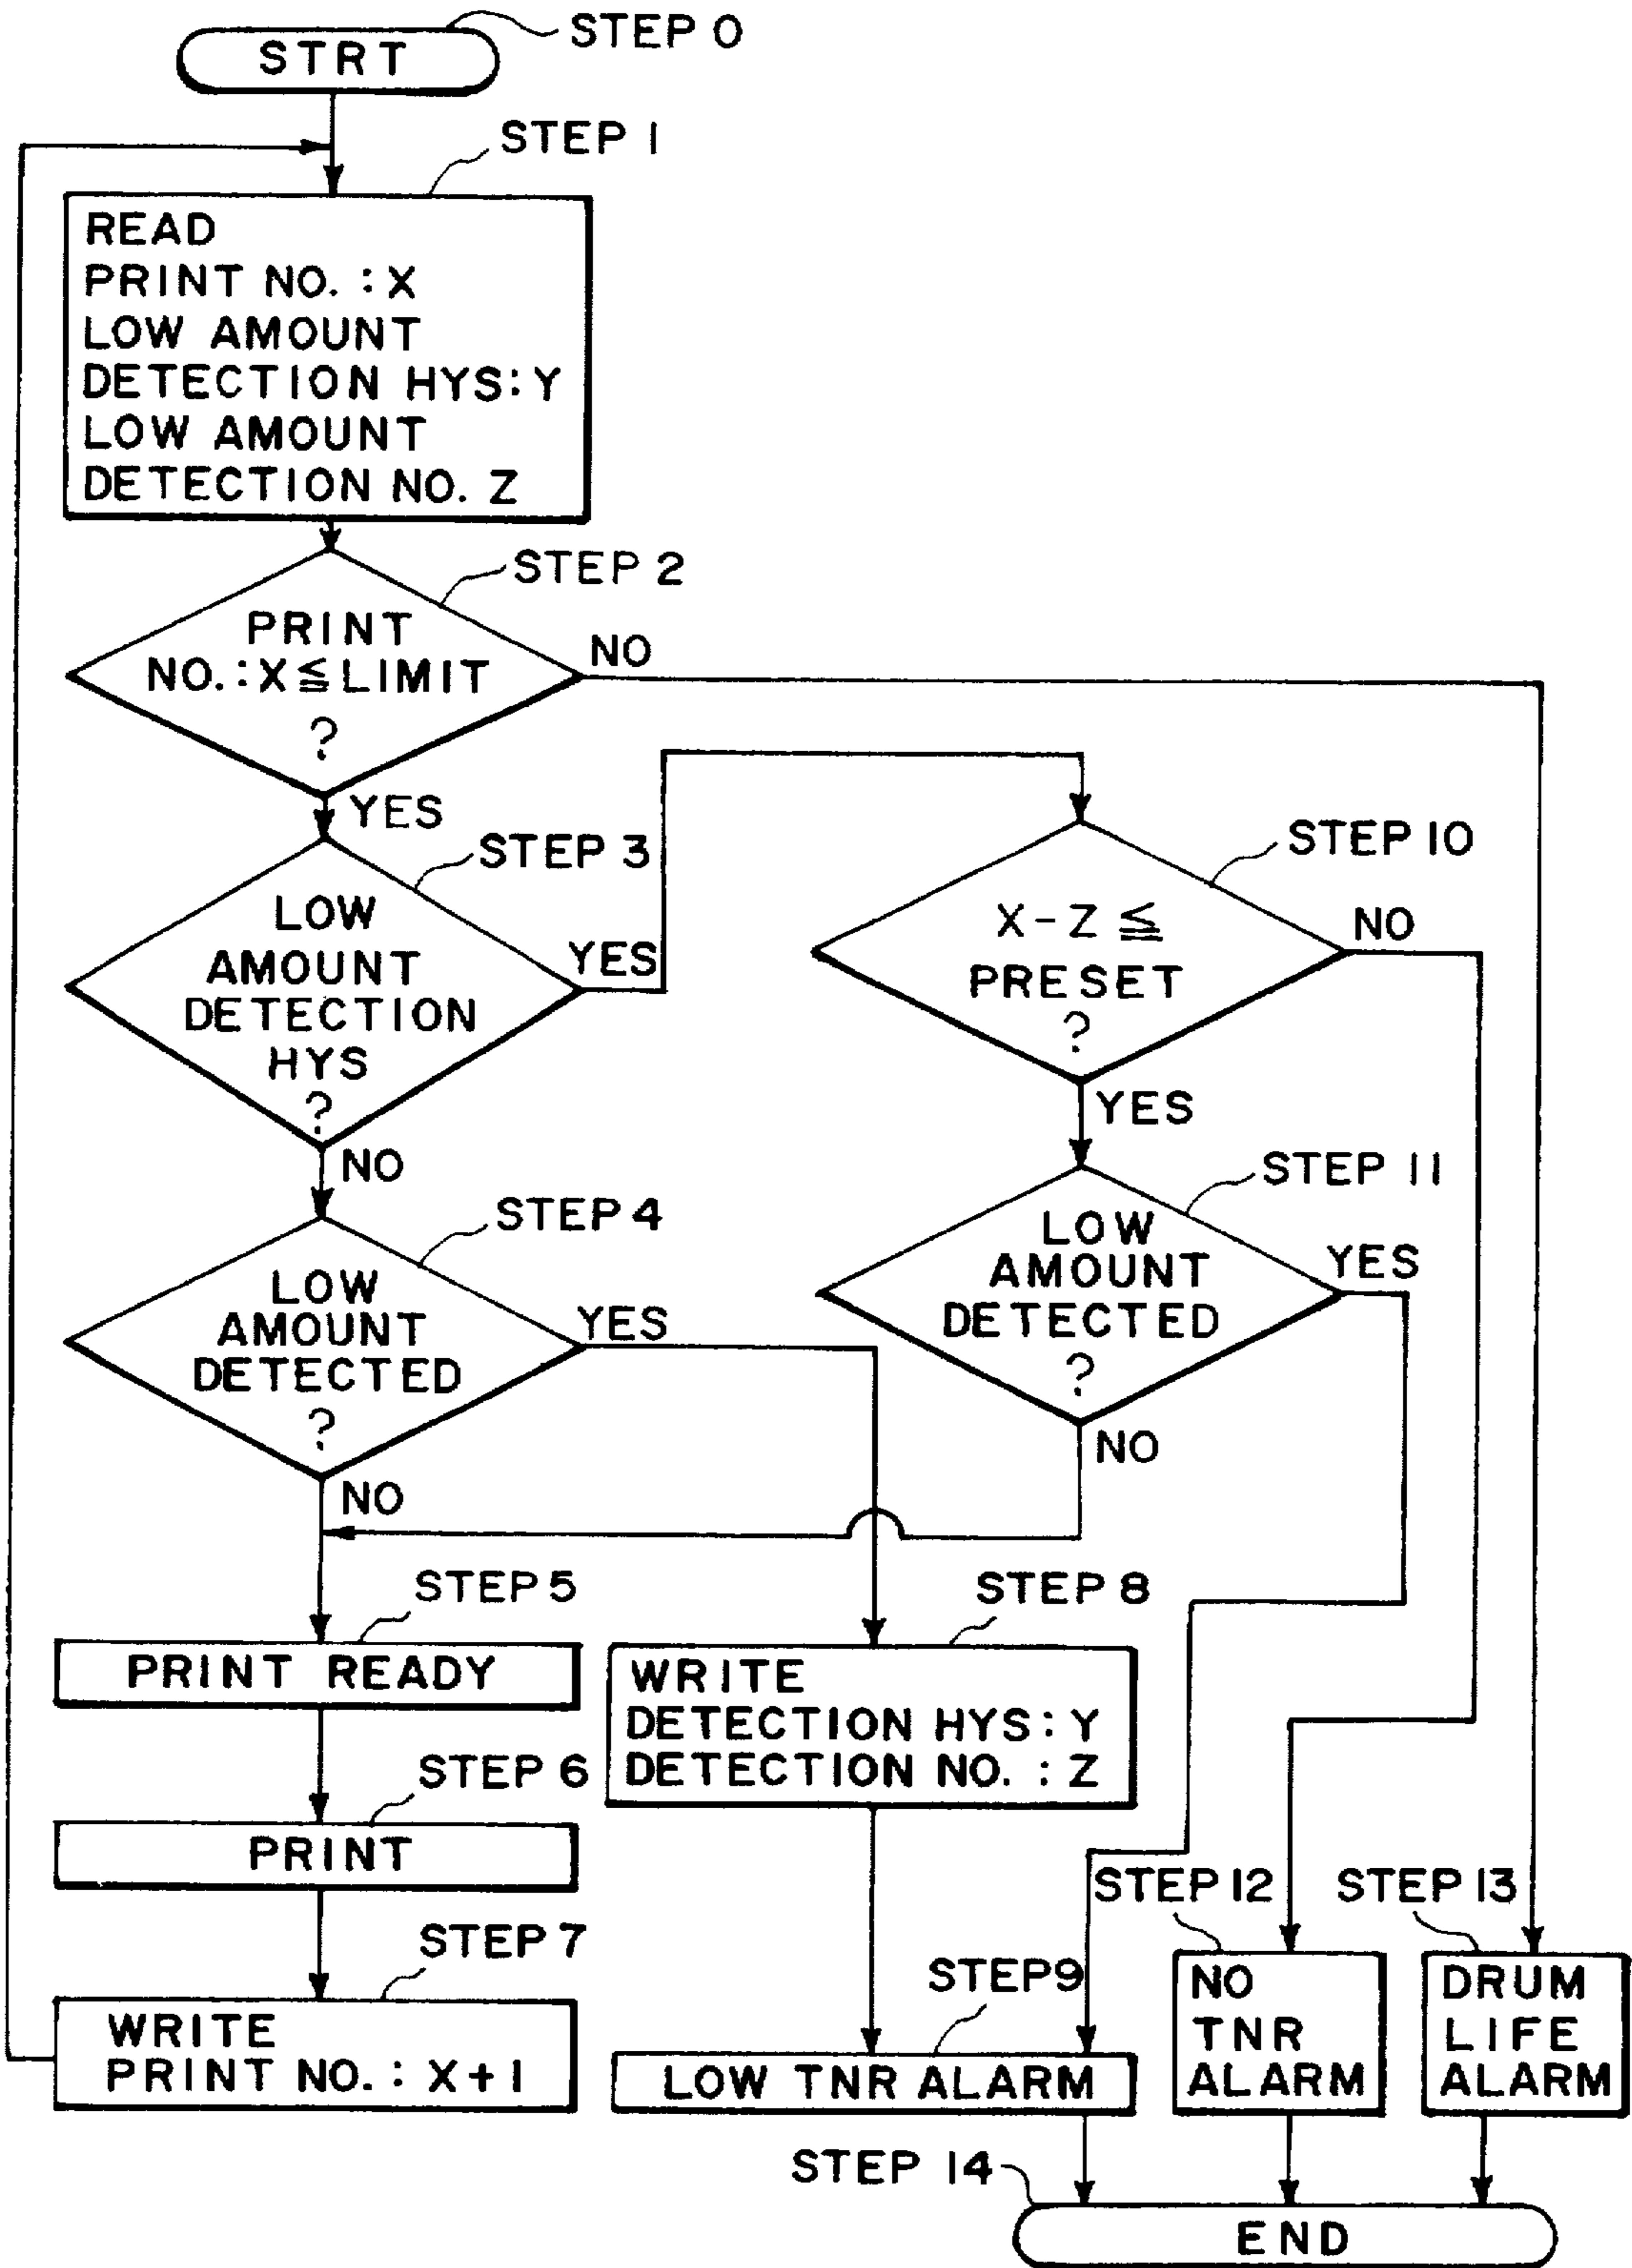 STEP 0
STRT
STEP 1
READ
PRINT NO. : X
LOW AMOUNT
DETECTION HYS : Y
LOW AMOUNT
DETECTION NO. Z
STEP 2
PRINT
NO. : X ≦ LIMIT
?
NO
YES
STEP 3
LOW
AMOUNT
DETECTION
HYS
?
YES
NO
STEP 10
X - Z ≦
PRESET
?
NO
YES
STEP 4
LOW
AMOUNT
DETECTED
?
YES
NO
STEP 11
LOW
AMOUNT
DETECTED
?
YES
NO
STEP 5
PRINT READY
STEP 6
PRINT
STEP 7
WRITE
PRINT NO. : X + 1
STEP 8
WRITE
DETECTION HYS : Y
DETECTION NO. : Z
STEP 9
LOW TNR ALARM
STEP 12
NO
TNR
ALARM
STEP 13
DRUM
LIFE
ALARM
STEP 14
END